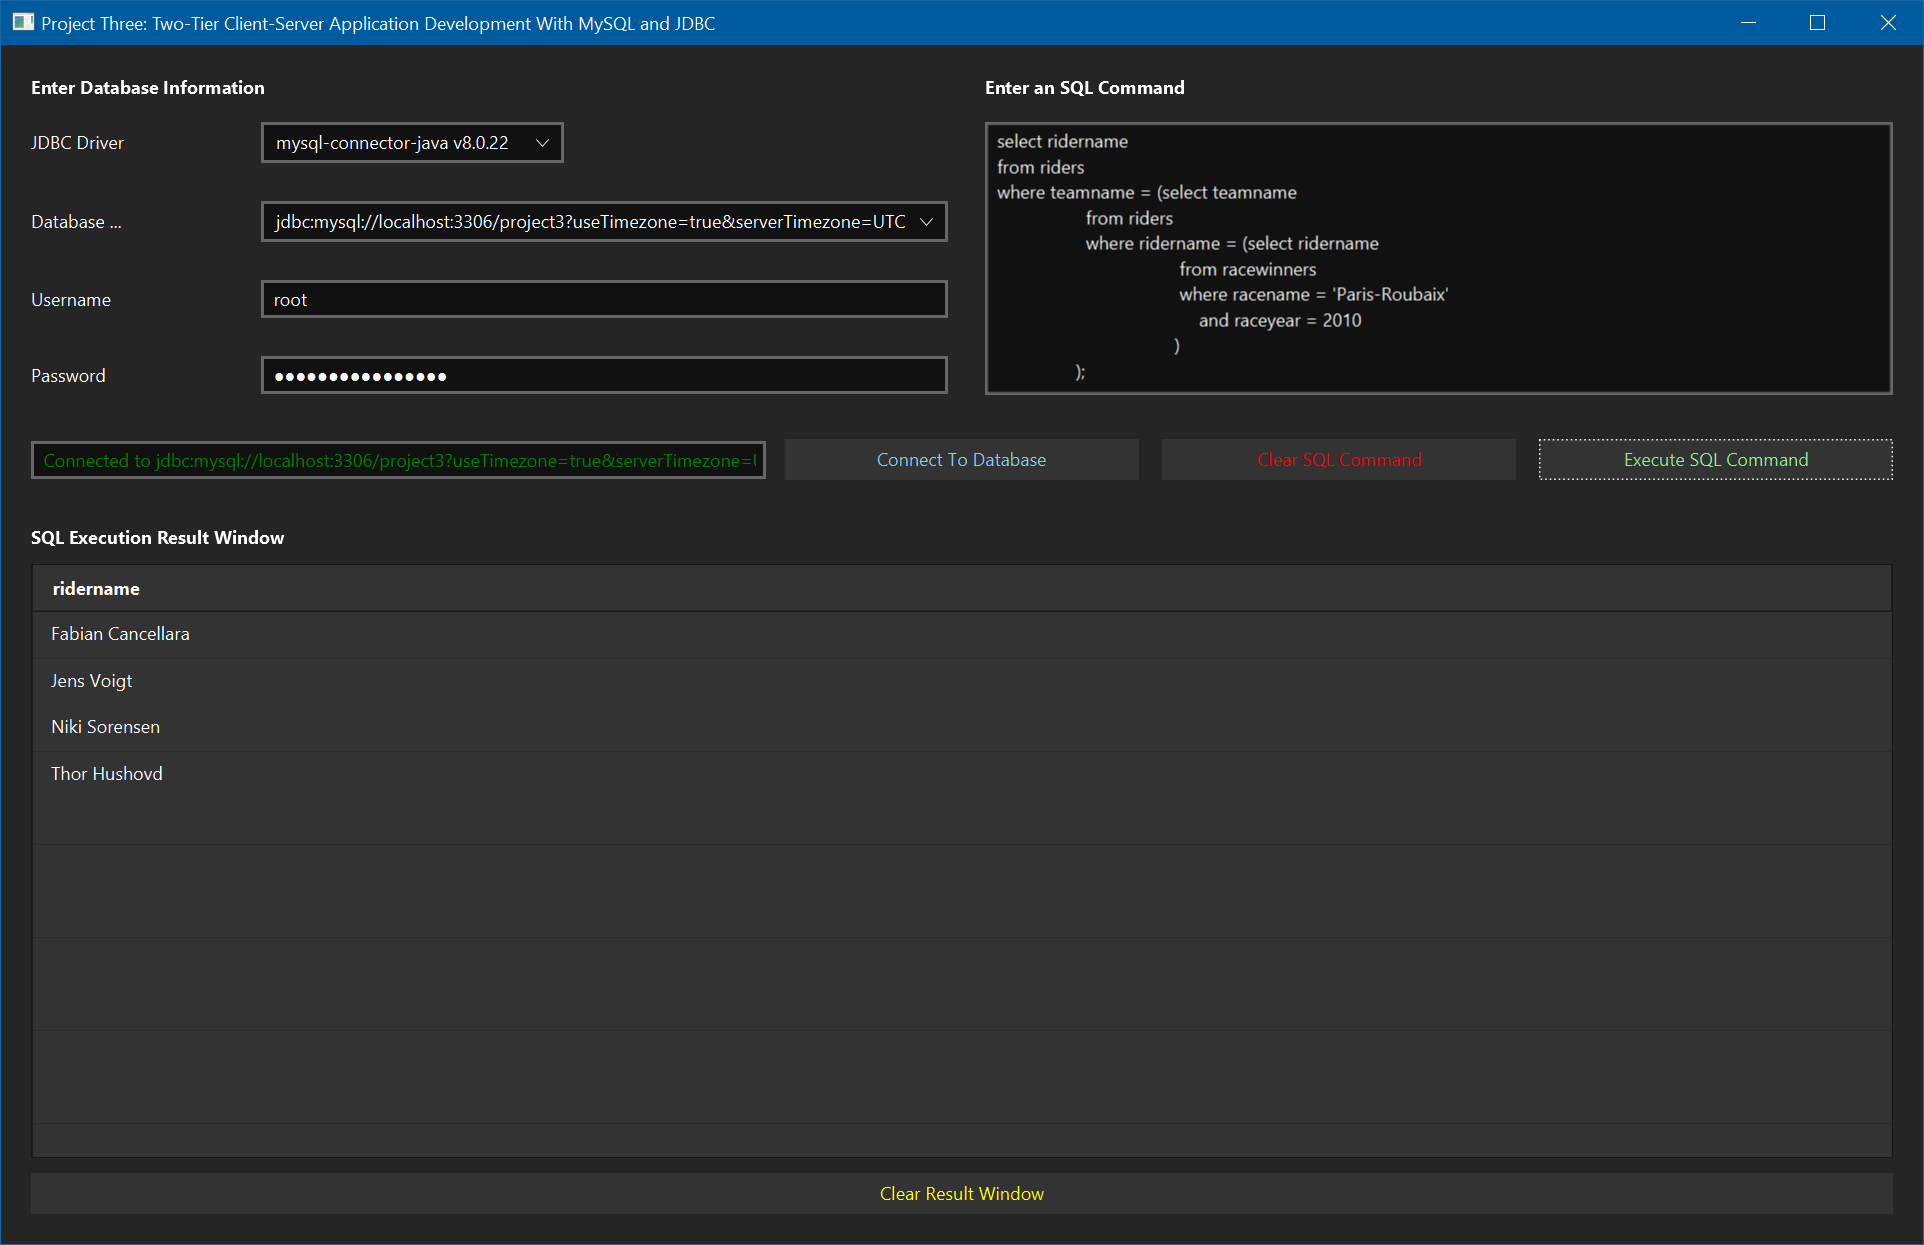 Project Three: Two-Tier Client-Server Application Development With MySQL and JDBC
Enter Database Information
JDBC Driver
mysql-connector-java v8.0.22
Database ...
jdbc:mysql://localhost:3306/project3?useTimezone=true&serverTimezone=UTC
Username
root
Password
Enter an SQL Command
select ridername
from riders
where teamname = (select teamname
from riders
where ridername = (select ridername
from racewinners
where racename = 'Paris-Roubaix'
and raceyear = 2010
)
);
Connected to jdbc:mysql://localhost:3306/project3?useTimezone=true&serverTimezone=
Connect To Database
Clear SQL Command
Execute SQL Command
SQL Execution Result Window
ridername
Fabian Cancellara
Jens Voigt
Niki Sorensen
Thor Hushovd
Clear Result Window